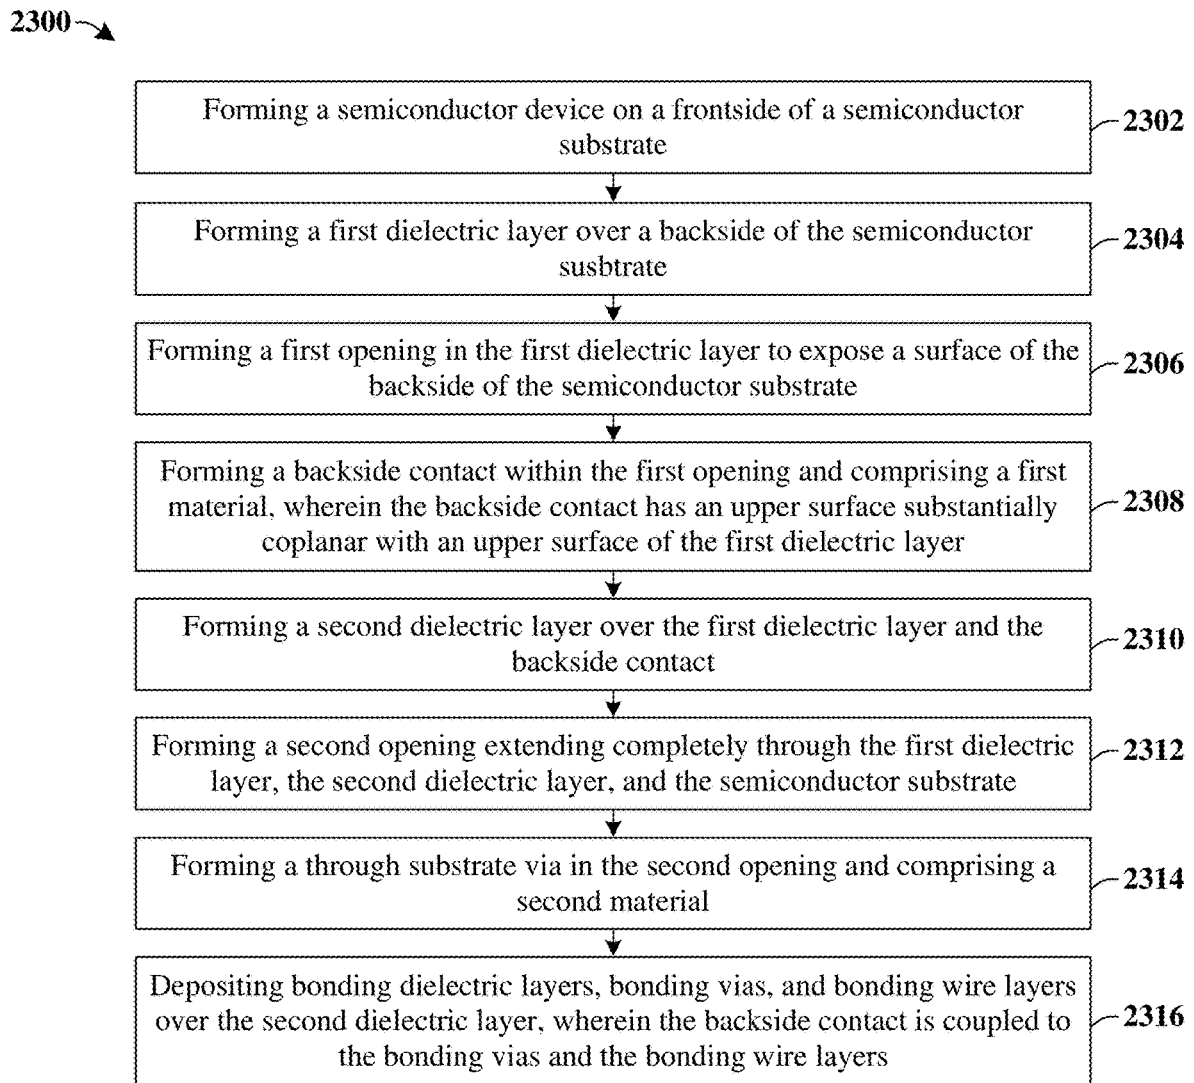 2300
Forming a semiconductor device on a frontside of a semiconductor
substrate
2302
Forming a first dielectric layer over a backside of the semiconductor
susbtrate
2304
Forming a first opening in the first dielectric layer to expose a surface of the
backside of the semiconductor substrate
2306
Forming a backside contact within the first opening and comprising a first
material, wherein the backside contact has an upper surface substantially
coplanar with an upper surface of the first dielectric layer
2308
Forming a second dielectric layer over the first dielectric layer and the
backside contact
2310
Forming a second opening extending completely through the first dielectric
layer, the second dielectric layer, and the semiconductor substrate
2312
Forming a through substrate via in the second opening and comprising a
second material
2314
Depositing bonding dielectric layers, bonding vias, and bonding wire layers
over the second dielectric layer, wherein the backside contact is coupled to
the bonding vias and the bonding wire layers
2316